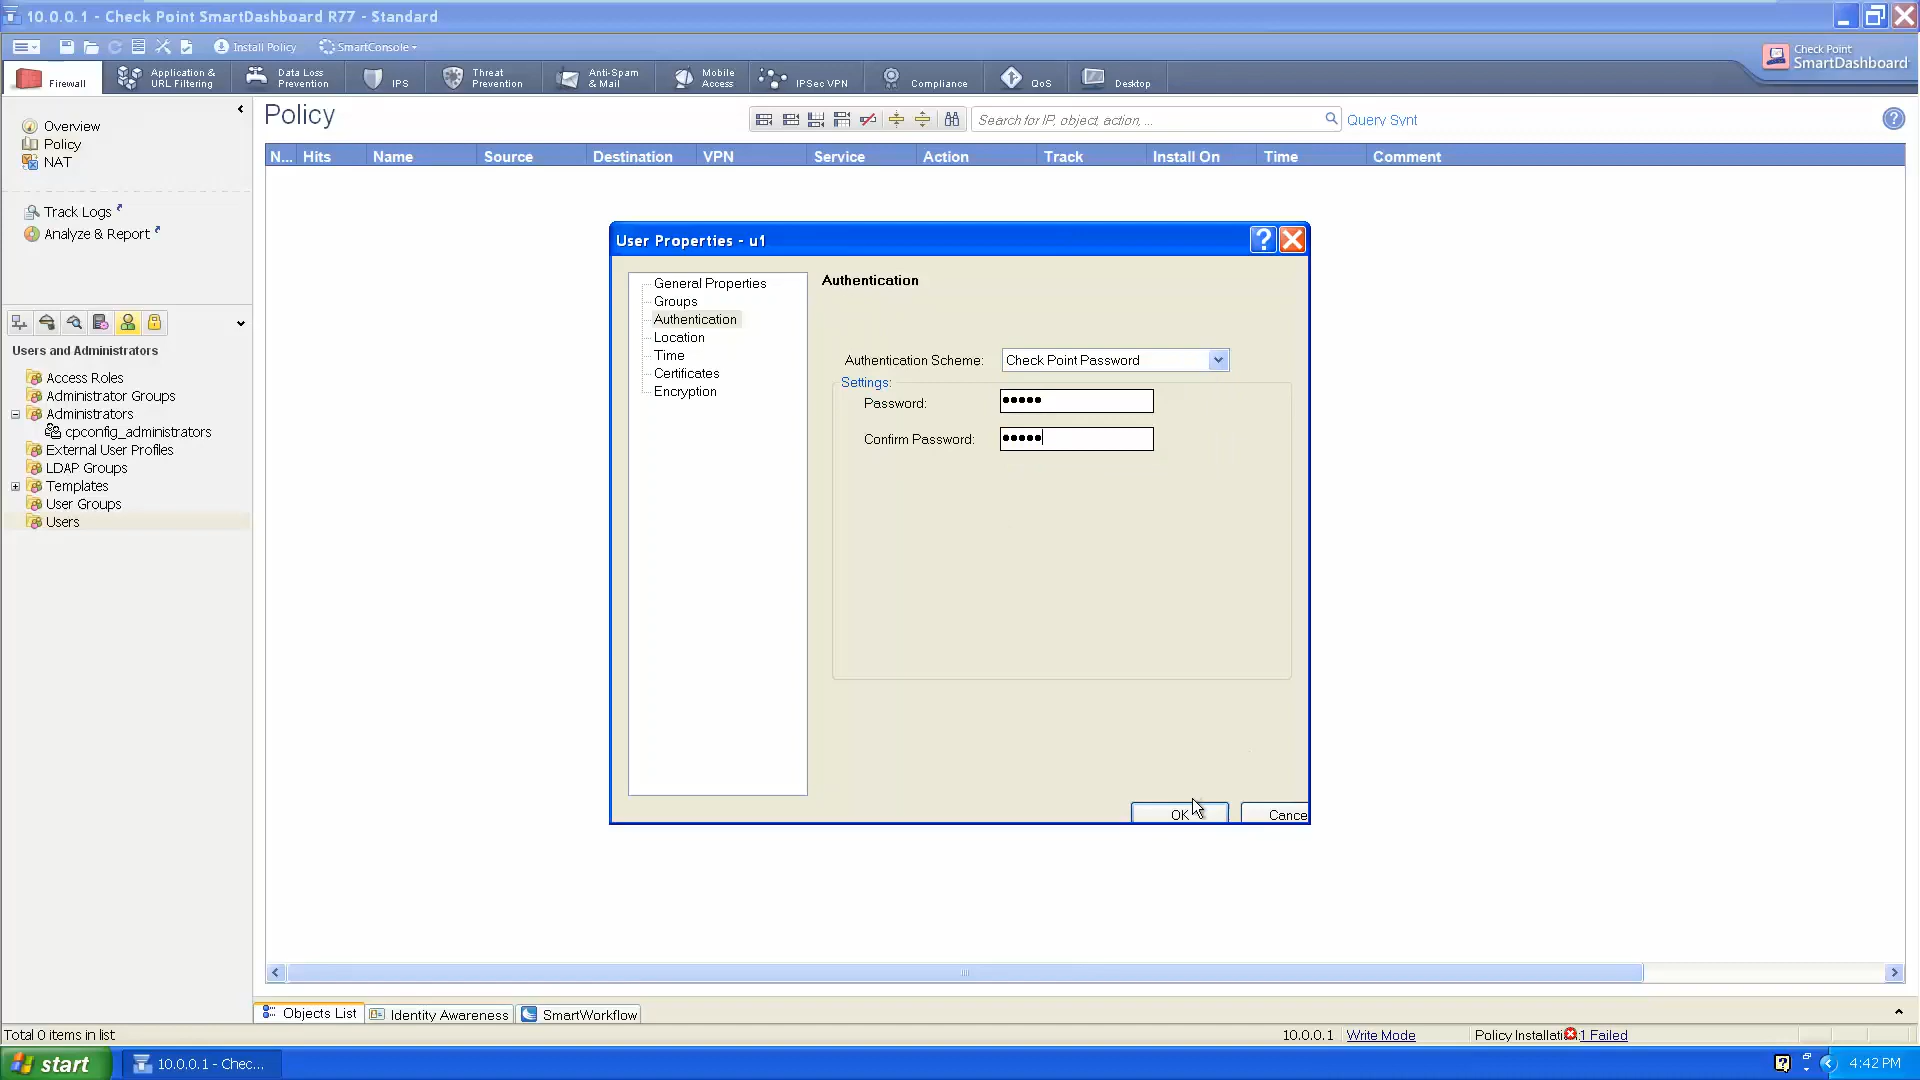 10.0.0.1 - Check Point SmartDashboard R77 - Standard
Install Policy
SmartConsole
Check Point
SmartDashboard
Firewall
Application &
URL Filtering
Data Loss
Prevention
IPS
Threat
Prevention
Anti-Spam
& Mail
Mobile
Access
IPSec VPN
Compliance
QoS
Desktop
Overview
Policy
NAT
Track Logs
Analyze & Report
Policy
Search for IP, object, action, ...
Query Synt
N... Hits Name Source Destination VPN Service Action Track Install On Time Comment
Users and Administrators
Access Roles
Administrator Groups
Administrators
cpconfig_administrators
External User Profiles
LDAP Groups
Templates
User Groups
Users
User Properties - u1
General Properties
Groups
Authentication
Location
Time
Certificates
Encryption
Authentication
Authentication Scheme: Check Point Password
Settings:
Password: •••••
Confirm Password: •••••
OK
Cance
Objects List
Identity Awareness
SmartWorkflow
Total 0 items in list
10.0.0.1
Write Mode
Policy Installati
1 Failed
start
10.0.0.1 - Chec...
4:42 PM